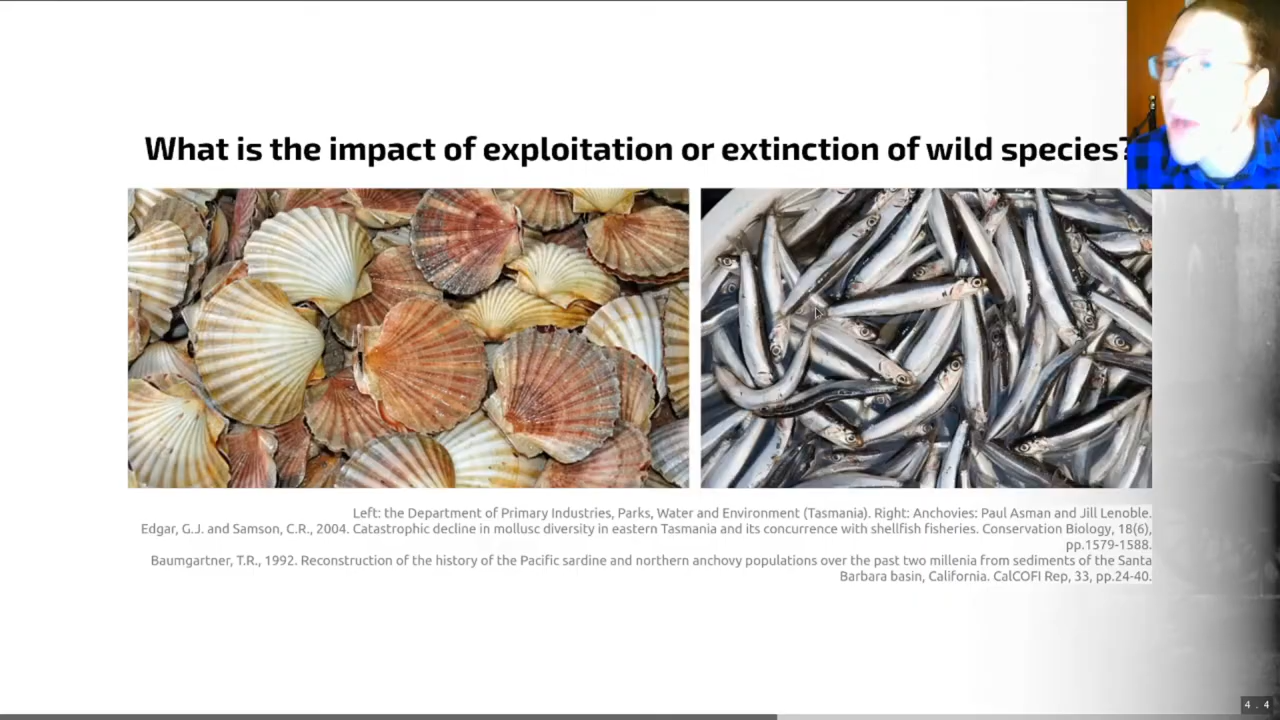 What is the impact of exploitation or extinction of wild species?
Left: the Department of Primary Industries, Parks, Water and Environment (Tasmania). Right: Anchovies: Paul Asman and Jill Lenoble.
Edgar, G.J. and Samson, C.R., 2004. Catastrophic decline in mollusc diversity in eastern Tasmania and its concurrence with shellfish fisheries. Conservation Biology, 18(6),
pp.1579-1588.
Baumgartner, T.R., 1992. Reconstruction of the history of the Pacific sardine and northern anchovy populations over the past two millenia from sediments of the Santa
Barbara basin, California. CalCOFI Rep, 33, pp.24-40.
4 . 4